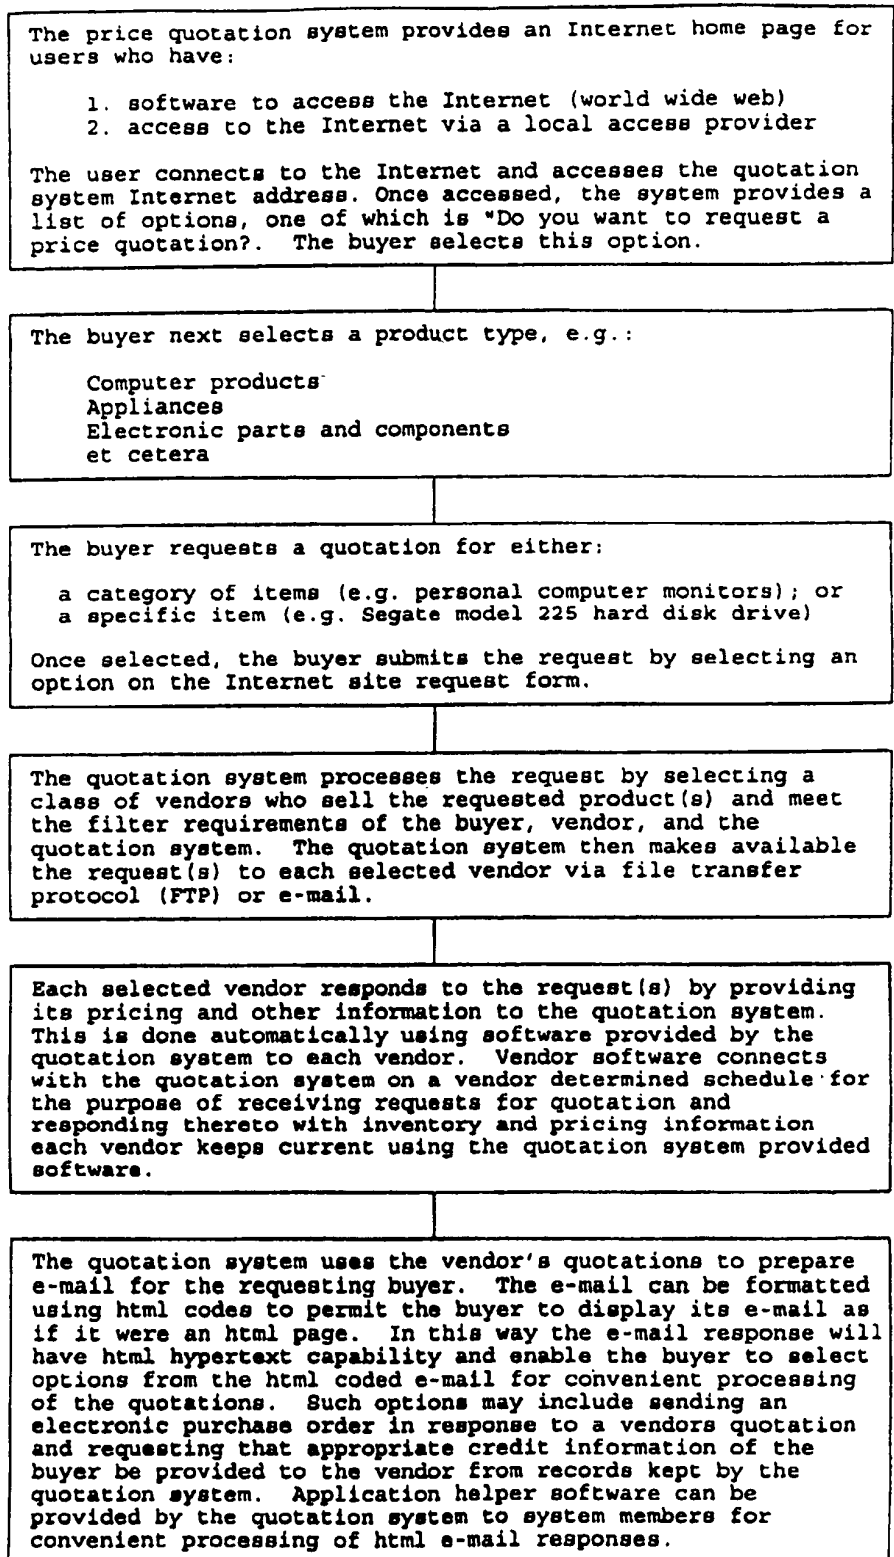 The price quotation system provides an Internet home page for
users who have:
1. software to access the Internet (world wide web)
2. access to the Internet via a local access provider
The user connects to the Internet and accesses the quotation
system Internet address. Once accessed, the system provides a
list of options, one of which is "Do you want to request a
price quotation?. The buyer selects this option.
The buyer next selects a product type, e.g.:
Computer products
Appliances
Electronic parts and components
et cetera
The buyer requests a quotation for either:
a category of items (e.g. personal computer monitors); or
a specific item (e.g. Segate model 225 hard disk drive)
Once selected, the buyer submits the request by selecting an
option on the Internet site request form.
The quotation system processes the request by selecting a
class of vendors who sell the requested product(s) and meet
the filter requirements of the buyer, vendor, and the
quotation system. The quotation system then makes available
the request(s) to each selected vendor via file transfer
protocol (FTP) or e-mail.
Each selected vendor responds to the request(s) by providing
its pricing and other information to the quotation system.
This is done automatically using software provided by the
quotation system to each vendor. Vendor software connects
with the quotation system on a vendor determined schedule for
the purpose of receiving requests for quotation and
responding thereto with inventory and pricing information
each vendor keeps current using the quotation system provided
software.
The quotation system uses the vendor's quotations to prepare
e-mail for the requesting buyer. The e-mail can be formatted
using html codes to permit the buyer to display its e-mail as
if it were an html page. In this way the e-mail response will
have html hypertext capability and enable the buyer to select
options from the html coded e-mail for convenient processing
of the quotations. Such options may include sending an
electronic purchase order in response to a vendors quotation
and requesting that appropriate credit information of the
buyer be provided to the vendor from records kept by the
quotation system. Application helper software can be
provided by the quotation system to system members for
convenient processing of html e-mail responses.